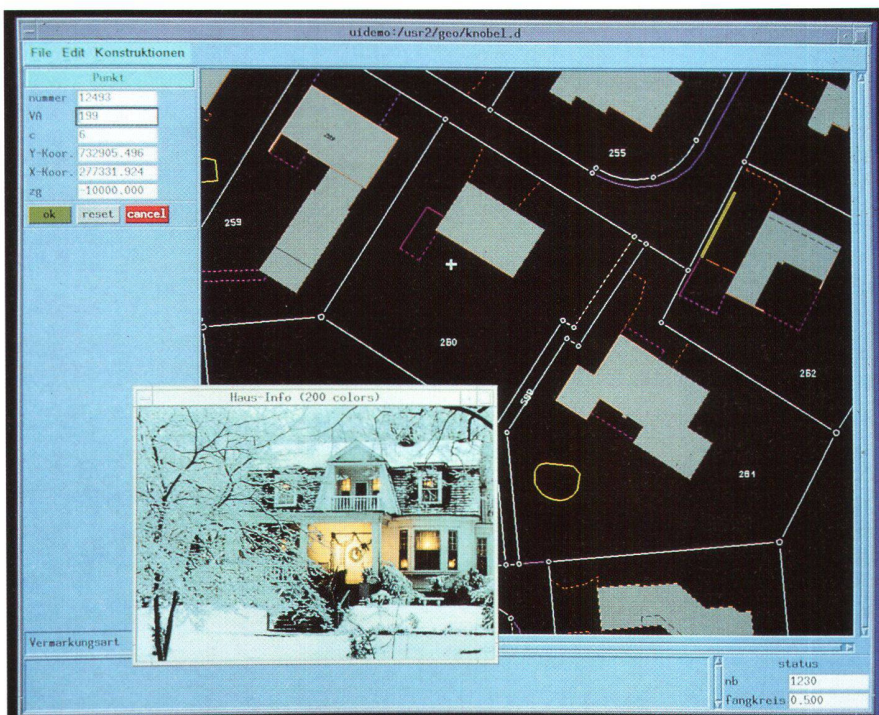 uidemo:/usr2/geo/knobel.d
File Edit Konstruktionen
Punkt
nummer 12493
VA 199
c 6
Y-Koor. 732905.496
X-Koor. 277331.924
zg -10000.000
ok reset cancel
255
259
260
262
261
Haus-Info (200 colors)
Vermarkungsart
status
nb 1230
fangkreis 0.500